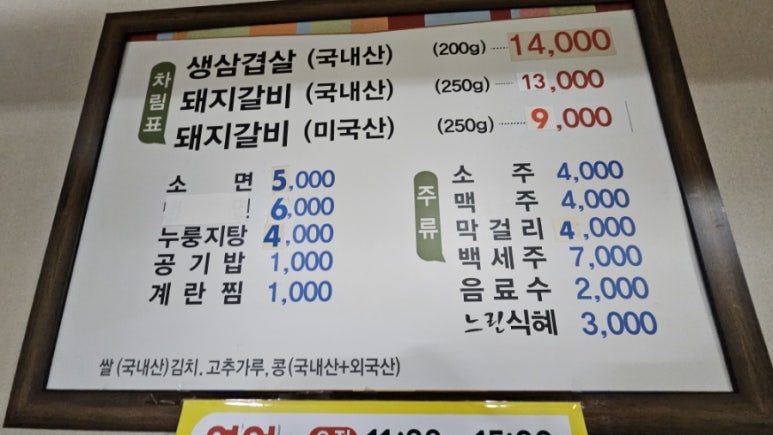 차림표
생삼겹살 (국내산) (200g) 14,000
돼지갈비 (국내산) (250g) 13,000
돼지갈비 (미국산) (250g) 9,000
소 면 5,000
6,000
누룽지탕 4,000
공기밥 1,000
계란찜 1,000
주류
소 주 4,000
맥 주 4,000
막걸리 4,000
백세주 7,000
음료수 2,000
느린식혜 3,000
쌀(국내산)김치. 고추가루, 콩(국내산+외국산)